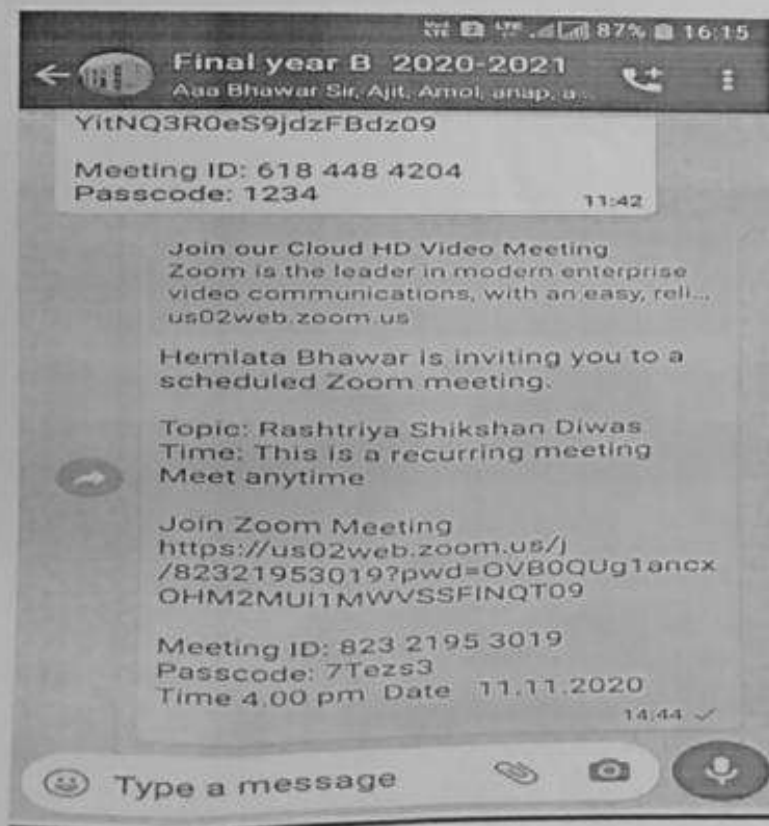 87% 16:15
Final year B 2020-2021
Aaa Bhawar Sir, Ajit, Amol, anap, a...
YitNQ3R0eS9jdzFBdz09
Meeting ID: 618 448 4204
Passcode: 1234
11:42
Join our Cloud HD Video Meeting
Zoom is the leader in modern enterprise
video communications, with an easy, reli...
us02web.zoom.us
Hemlata Bhawar is inviting you to a
scheduled Zoom meeting.
Topic: Rashtriya Shikshan Diwas
Time: This is a recurring meeting
Meet anytime
Join Zoom Meeting
https://us02web.zoom.us/j
/82321953019?pwd=OVB0QUg1ancx
OHM2MUI1MWVSSFlNQT09
Meeting ID: 823 2195 3019
Passcode: 7Tezs3
Time 4.00 pm Date 11.11.2020
14:44
Type a message